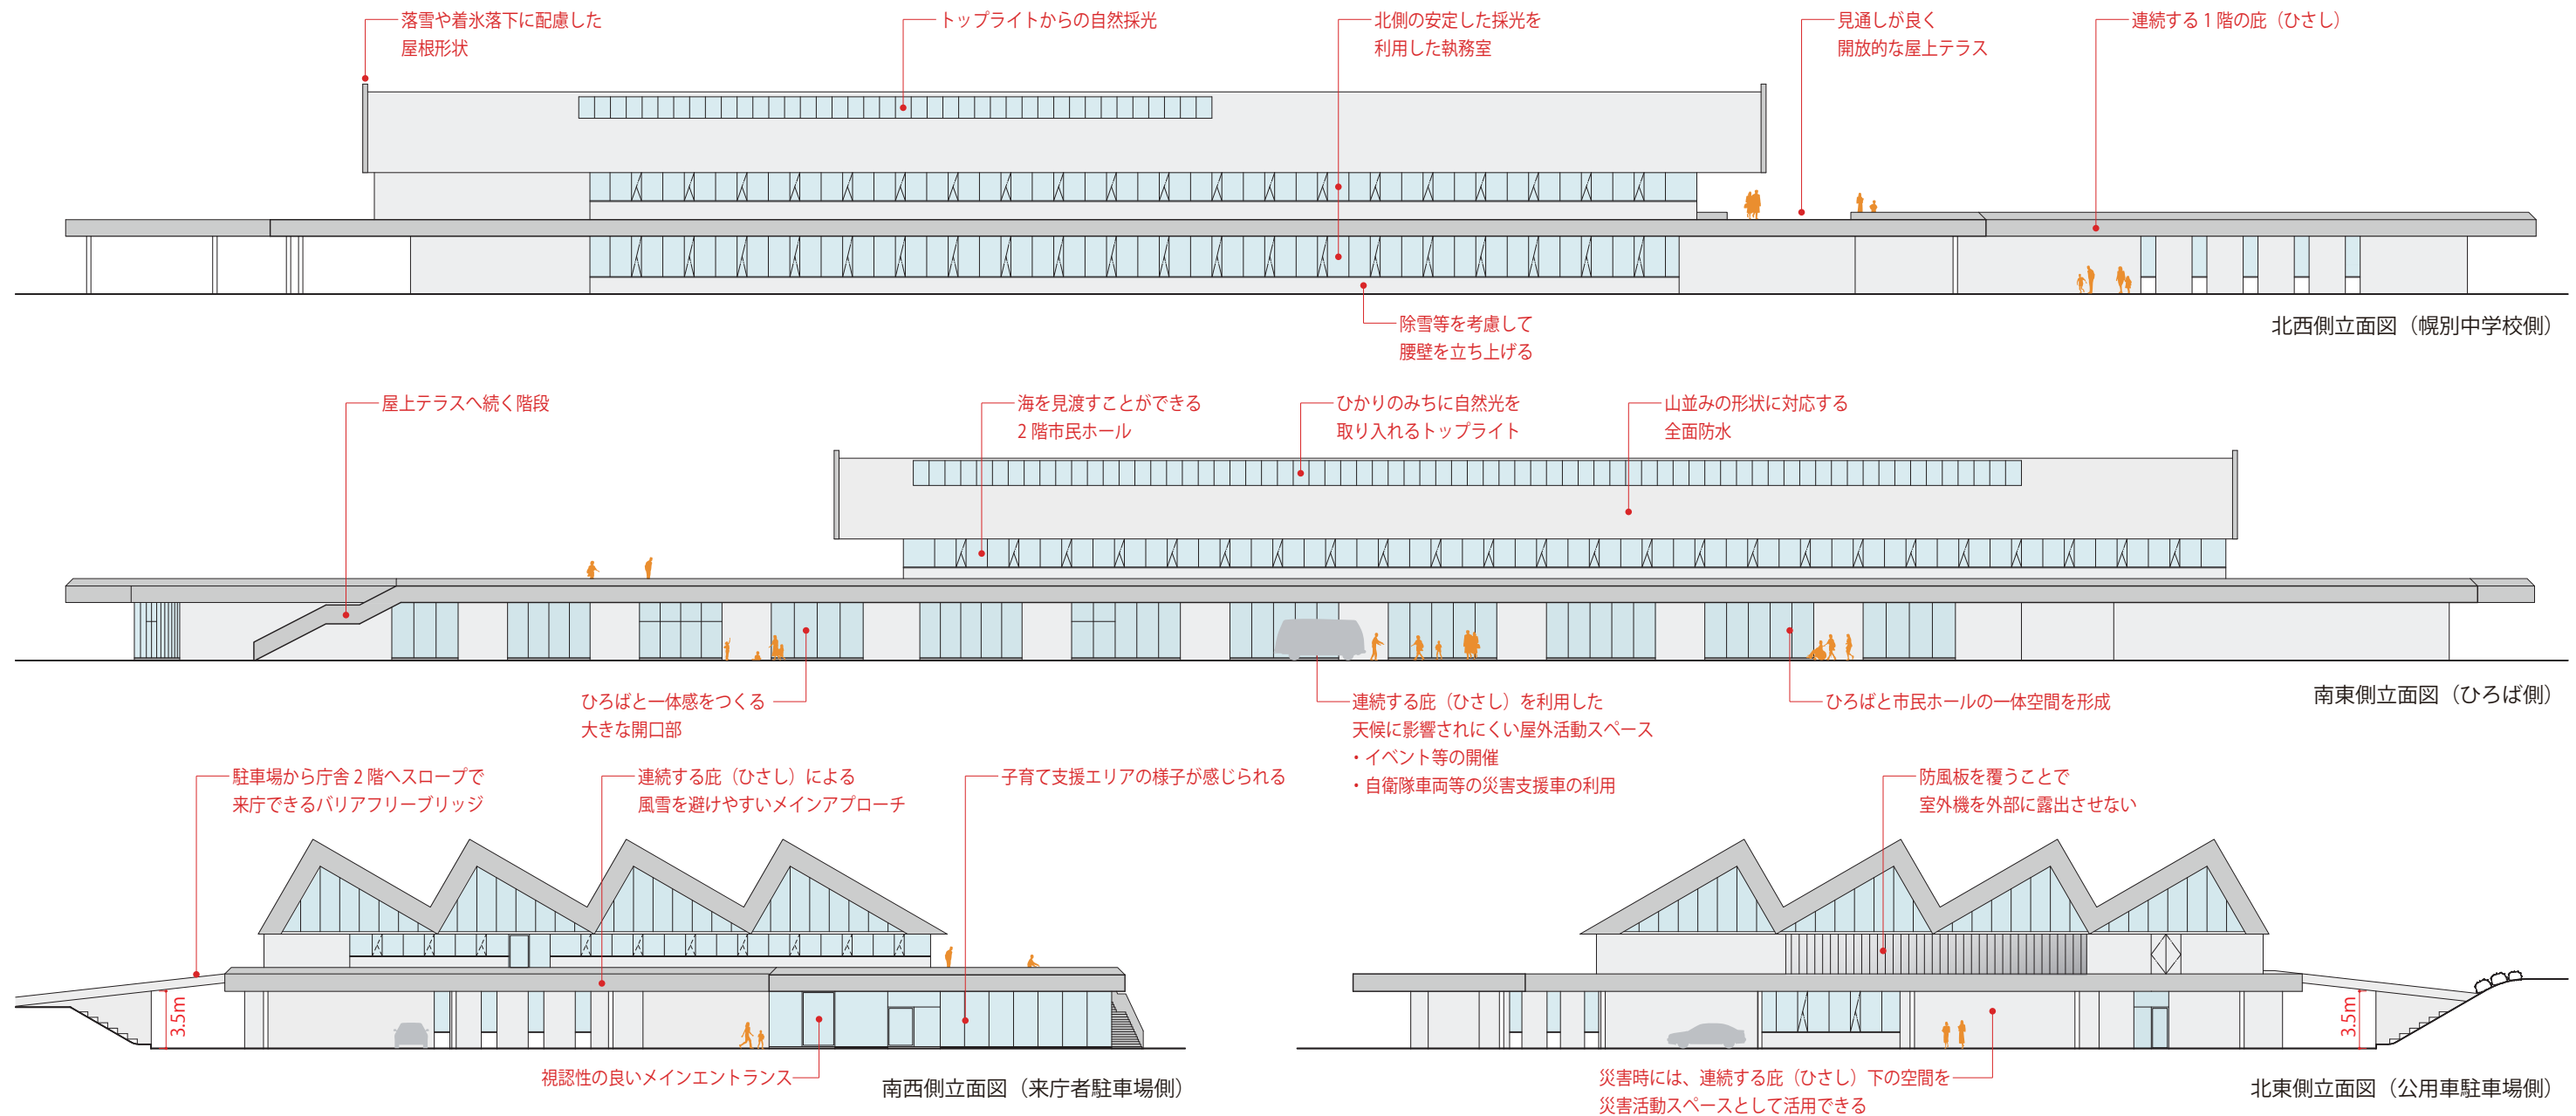 落雪や着氷落下に配慮した
屋根形状
トップライトからの自然採光
北側の安定した採光を
利用した執務室
見通しが良く
開放的な屋上テラス
連続する１階の庇（ひさし）
除雪等を考慮して
腰壁を立ち上げる
北西側立面図（幌別中学校側）
屋上テラスへ続く階段
海を見渡すことができる
２階市民ホール
ひかりのみちに自然光を
取り入れるトップライト
山並みの形状に対応する
全面防水
ひろばと一体感をつくる
大きな開口部
連続する庇（ひさし）を利用した
天候に影響されにくい屋外活動スペース
・イベント等の開催
・自衛隊車両等の災害支援車の利用
ひろばと市民ホールの一体空間を形成
南東側立面図（ひろば側）
駐車場から庁舎２階へスロープで
来庁できるバリアフリーブリッジ
連続する庇（ひさし）による
風雪を避けやすいメインアプローチ
子育て支援エリアの様子が感じられる
3.5m
視認性の良いメインエントランス
南西側立面図（来庁者駐車場側）
防風板を覆うことで
室外機を外部に露出させない
3.5m
災害時には、連続する庇（ひさし）下の空間を
災害活動スペースとして活用できる
北東側立面図（公用車駐車場側）